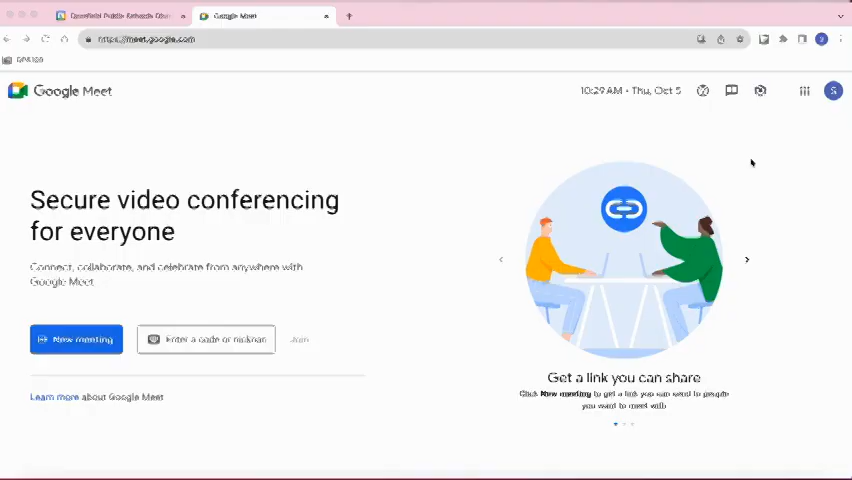 Google Meet
https://meet.google.com
Google Meet
10:29 AM • Thu, Oct 5
S
Secure video conferencing
for everyone
Connect, collaborate, and celebrate from anywhere with
Google Meet
New meeting
Enter a code or nicknam
Join
Learn more about Google Meet
Get a link you can share
Click New meeting to get a link you can send to people
you want to meet with